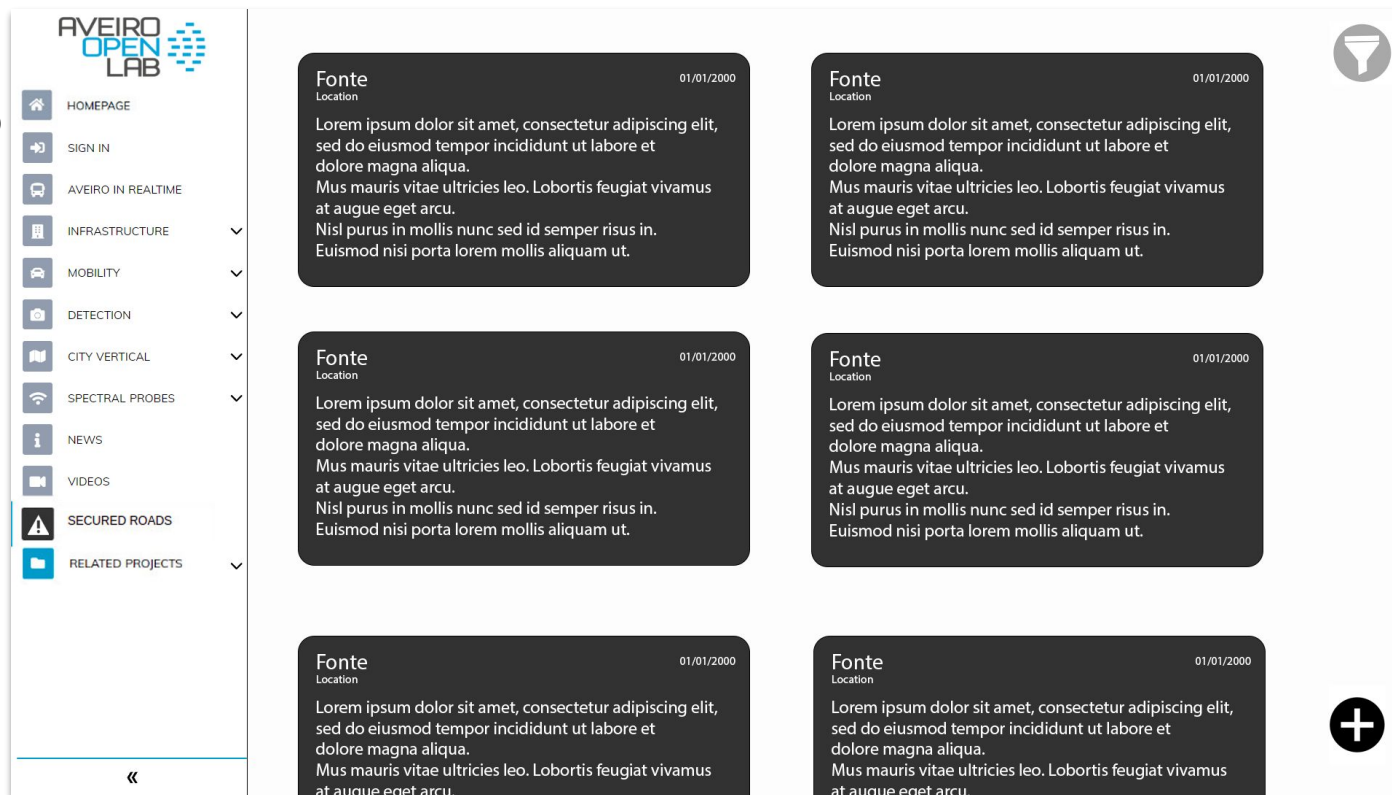 AVEIRO
OPEN
LAB
HOMEPAGE
SIGN IN
AVEIRO IN REALTIME
INFRASTRUCTURE
MOBILITY
DETECTION
CITY VERTICAL
SPECTRAL PROBES
NEWS
VIDEOS
SECURED ROADS
RELATED PROJECTS
«
Fonte
01/01/2000
Location
Lorem ipsum dolor sit amet, consectetur adipiscing elit,
sed do eiusmod tempor incididunt ut labore et
dolore magna aliqua.
Mus mauris vitae ultricies leo. Lobortis feugiat vivamus
at augue eget arcu.
Nisl purus in mollis nunc sed id semper risus in.
Euismod nisi porta lorem mollis aliquam ut.
Fonte
01/01/2000
Location
Lorem ipsum dolor sit amet, consectetur adipiscing elit,
sed do eiusmod tempor incididunt ut labore et
dolore magna aliqua.
Mus mauris vitae ultricies leo. Lobortis feugiat vivamus
at augue eget arcu.
Nisl purus in mollis nunc sed id semper risus in.
Euismod nisi porta lorem mollis aliquam ut.
Fonte
01/01/2000
Location
Lorem ipsum dolor sit amet, consectetur adipiscing elit,
sed do eiusmod tempor incididunt ut labore et
dolore magna aliqua.
Mus mauris vitae ultricies leo. Lobortis feugiat vivamus
at augue eget arcu.
Nisl purus in mollis nunc sed id semper risus in.
Euismod nisi porta lorem mollis aliquam ut.
Fonte
01/01/2000
Location
Lorem ipsum dolor sit amet, consectetur adipiscing elit,
sed do eiusmod tempor incididunt ut labore et
dolore magna aliqua.
Mus mauris vitae ultricies leo. Lobortis feugiat vivamus
at augue eget arcu.
Nisl purus in mollis nunc sed id semper risus in.
Euismod nisi porta lorem mollis aliquam ut.
Fonte
01/01/2000
Location
Lorem ipsum dolor sit amet, consectetur adipiscing elit,
sed do eiusmod tempor incididunt ut labore et
dolore magna aliqua.
Mus mauris vitae ultricies leo. Lobortis feugiat vivamus
at augue eget arcu.
Fonte
01/01/2000
Location
Lorem ipsum dolor sit amet, consectetur adipiscing elit,
sed do eiusmod tempor incididunt ut labore et
dolore magna aliqua.
Mus mauris vitae ultricies leo. Lobortis feugiat vivamus
at augue eget arcu.